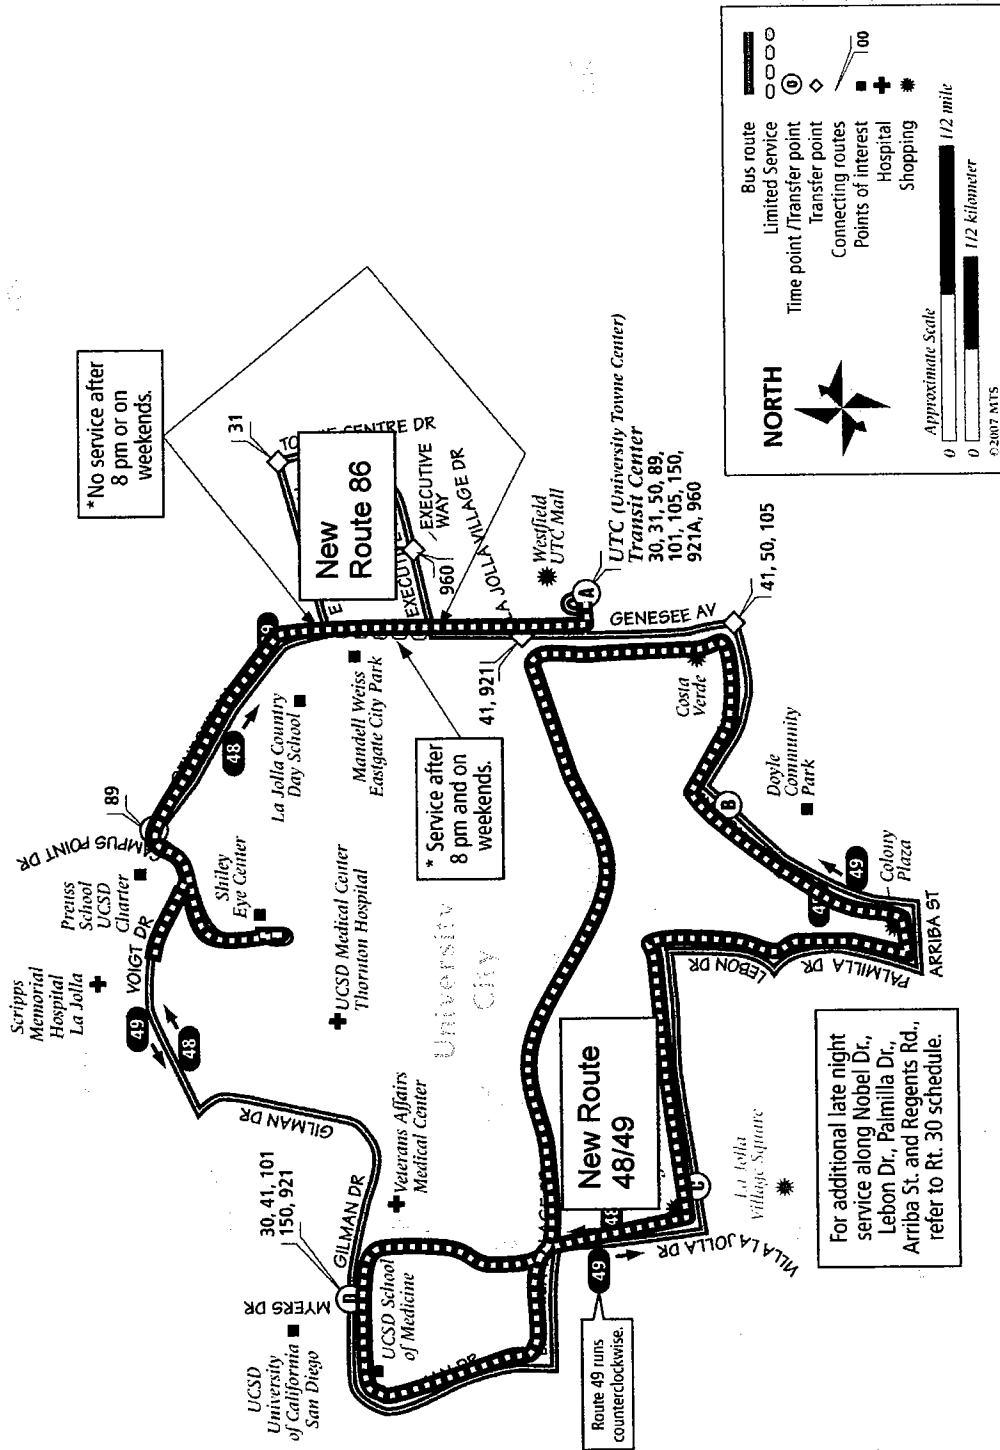 *No service after
8 pm or on
weekends.
31
TO
CENTRE DR
New
Route 86
EXECUTIVE
WAY
960
LA JOLLA VILLAGE DR
Westfield
UTC Mall
A
UTC (University Towne Center)
Transit Center
30, 31, 50, 89,
101, 105, 150,
921A, 960
GENESEE AV
41, 50, 105
41, 921
Costa
Verde
Mandell Weiss
Eastgate City Park
* Service after
8 pm and on
weekends.
La Jolla Country
Day School
48
89
CAMPUS POINT DR
Preuss
School
UCSD
Charter
Shiley
Eye Center
VOIGT DR
Scripps
Memorial
Hospital
La Jolla
49
48
UCSD Medical Center
Thornton Hospital
University
City
GILMAN DR
Veterans Affairs
Medical Center
30, 41, 101
150, 921
GILMAN DR
MYERS DR
D
UCSD
University
of California
San Diego
UCSD School
of Medicine
New Route
48/49
48
49
Route 49 runs
counterclockwise.
VILLA LA JOLLA DR
C
La Jolla
Village Square
LEBON DR
PALMILLA DR
ARRIBA ST
Colony
Plaza
49
B
Doyle
Community
Park
For additional late night
service along Nobel Dr.,
Lebon Dr., Palmilla Dr.,
Arriba St. and Regents Rd.,
refer to Rt. 30 schedule.
NORTH
Bus route
Limited Service
Time point /Transfer point
Transfer point
Connecting routes
00
Points of interest
Hospital
Shopping
Approximate Scale
0
1/2 mile
0
1/2 kilometer
©2007 MTS